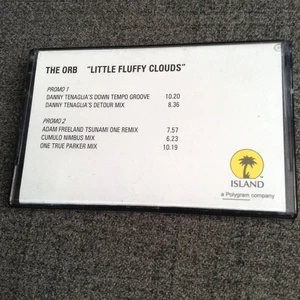 THE ORB "LITTLE FLUFFY CLOUDS"
PROMO 1
DANNY TENAGLIA'S DOWN TEMPO GROOVE 10.20
DANNY TENAGLIA'S DETOUR MIX 8.36
PROMO 2
ADAM FREELAND TSUNAMI ONE REMIX 7.57
CUMULO NIMBUS MIX 6.23
ONE TRUE PARKER MIX 10.19
ISLAND
a Polygram company